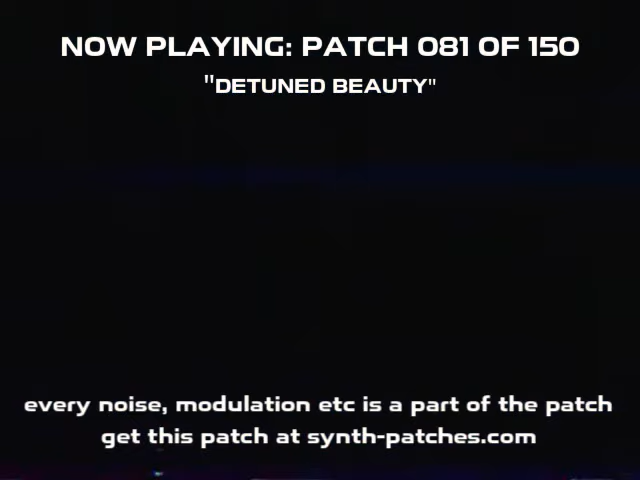 NOW PLAYING: PATCH 081 OF 150
"DETUNED BEAUTY"
every noise, modulation etc is a part of the patch
get this patch at synth-patches.com